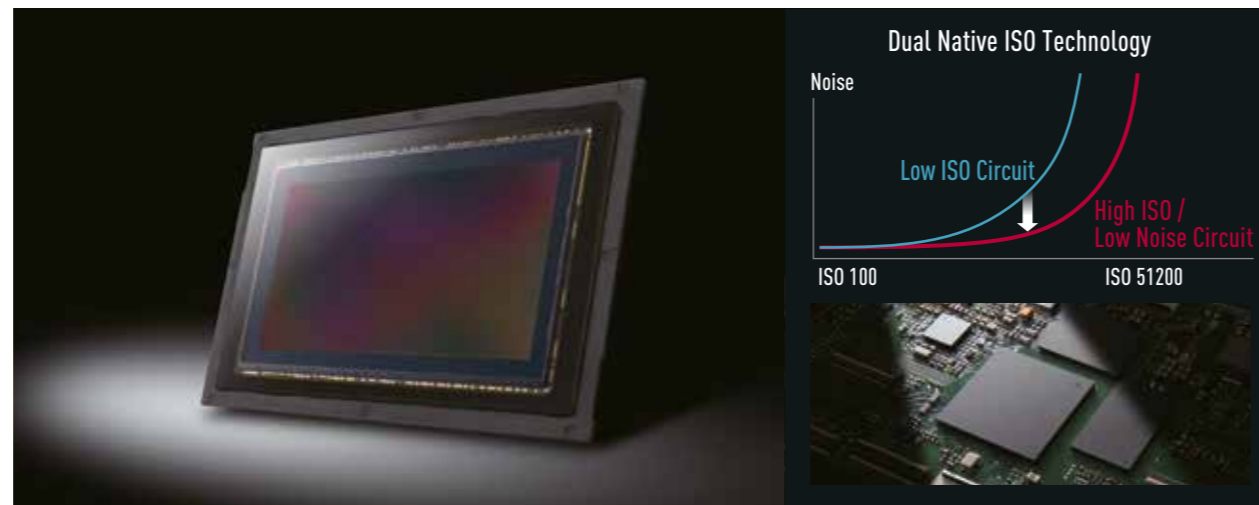 Dual Native ISO Technology
Noise
Low ISO Circuit
High ISO /
Low Noise Circuit
ISO 100
ISO 51200